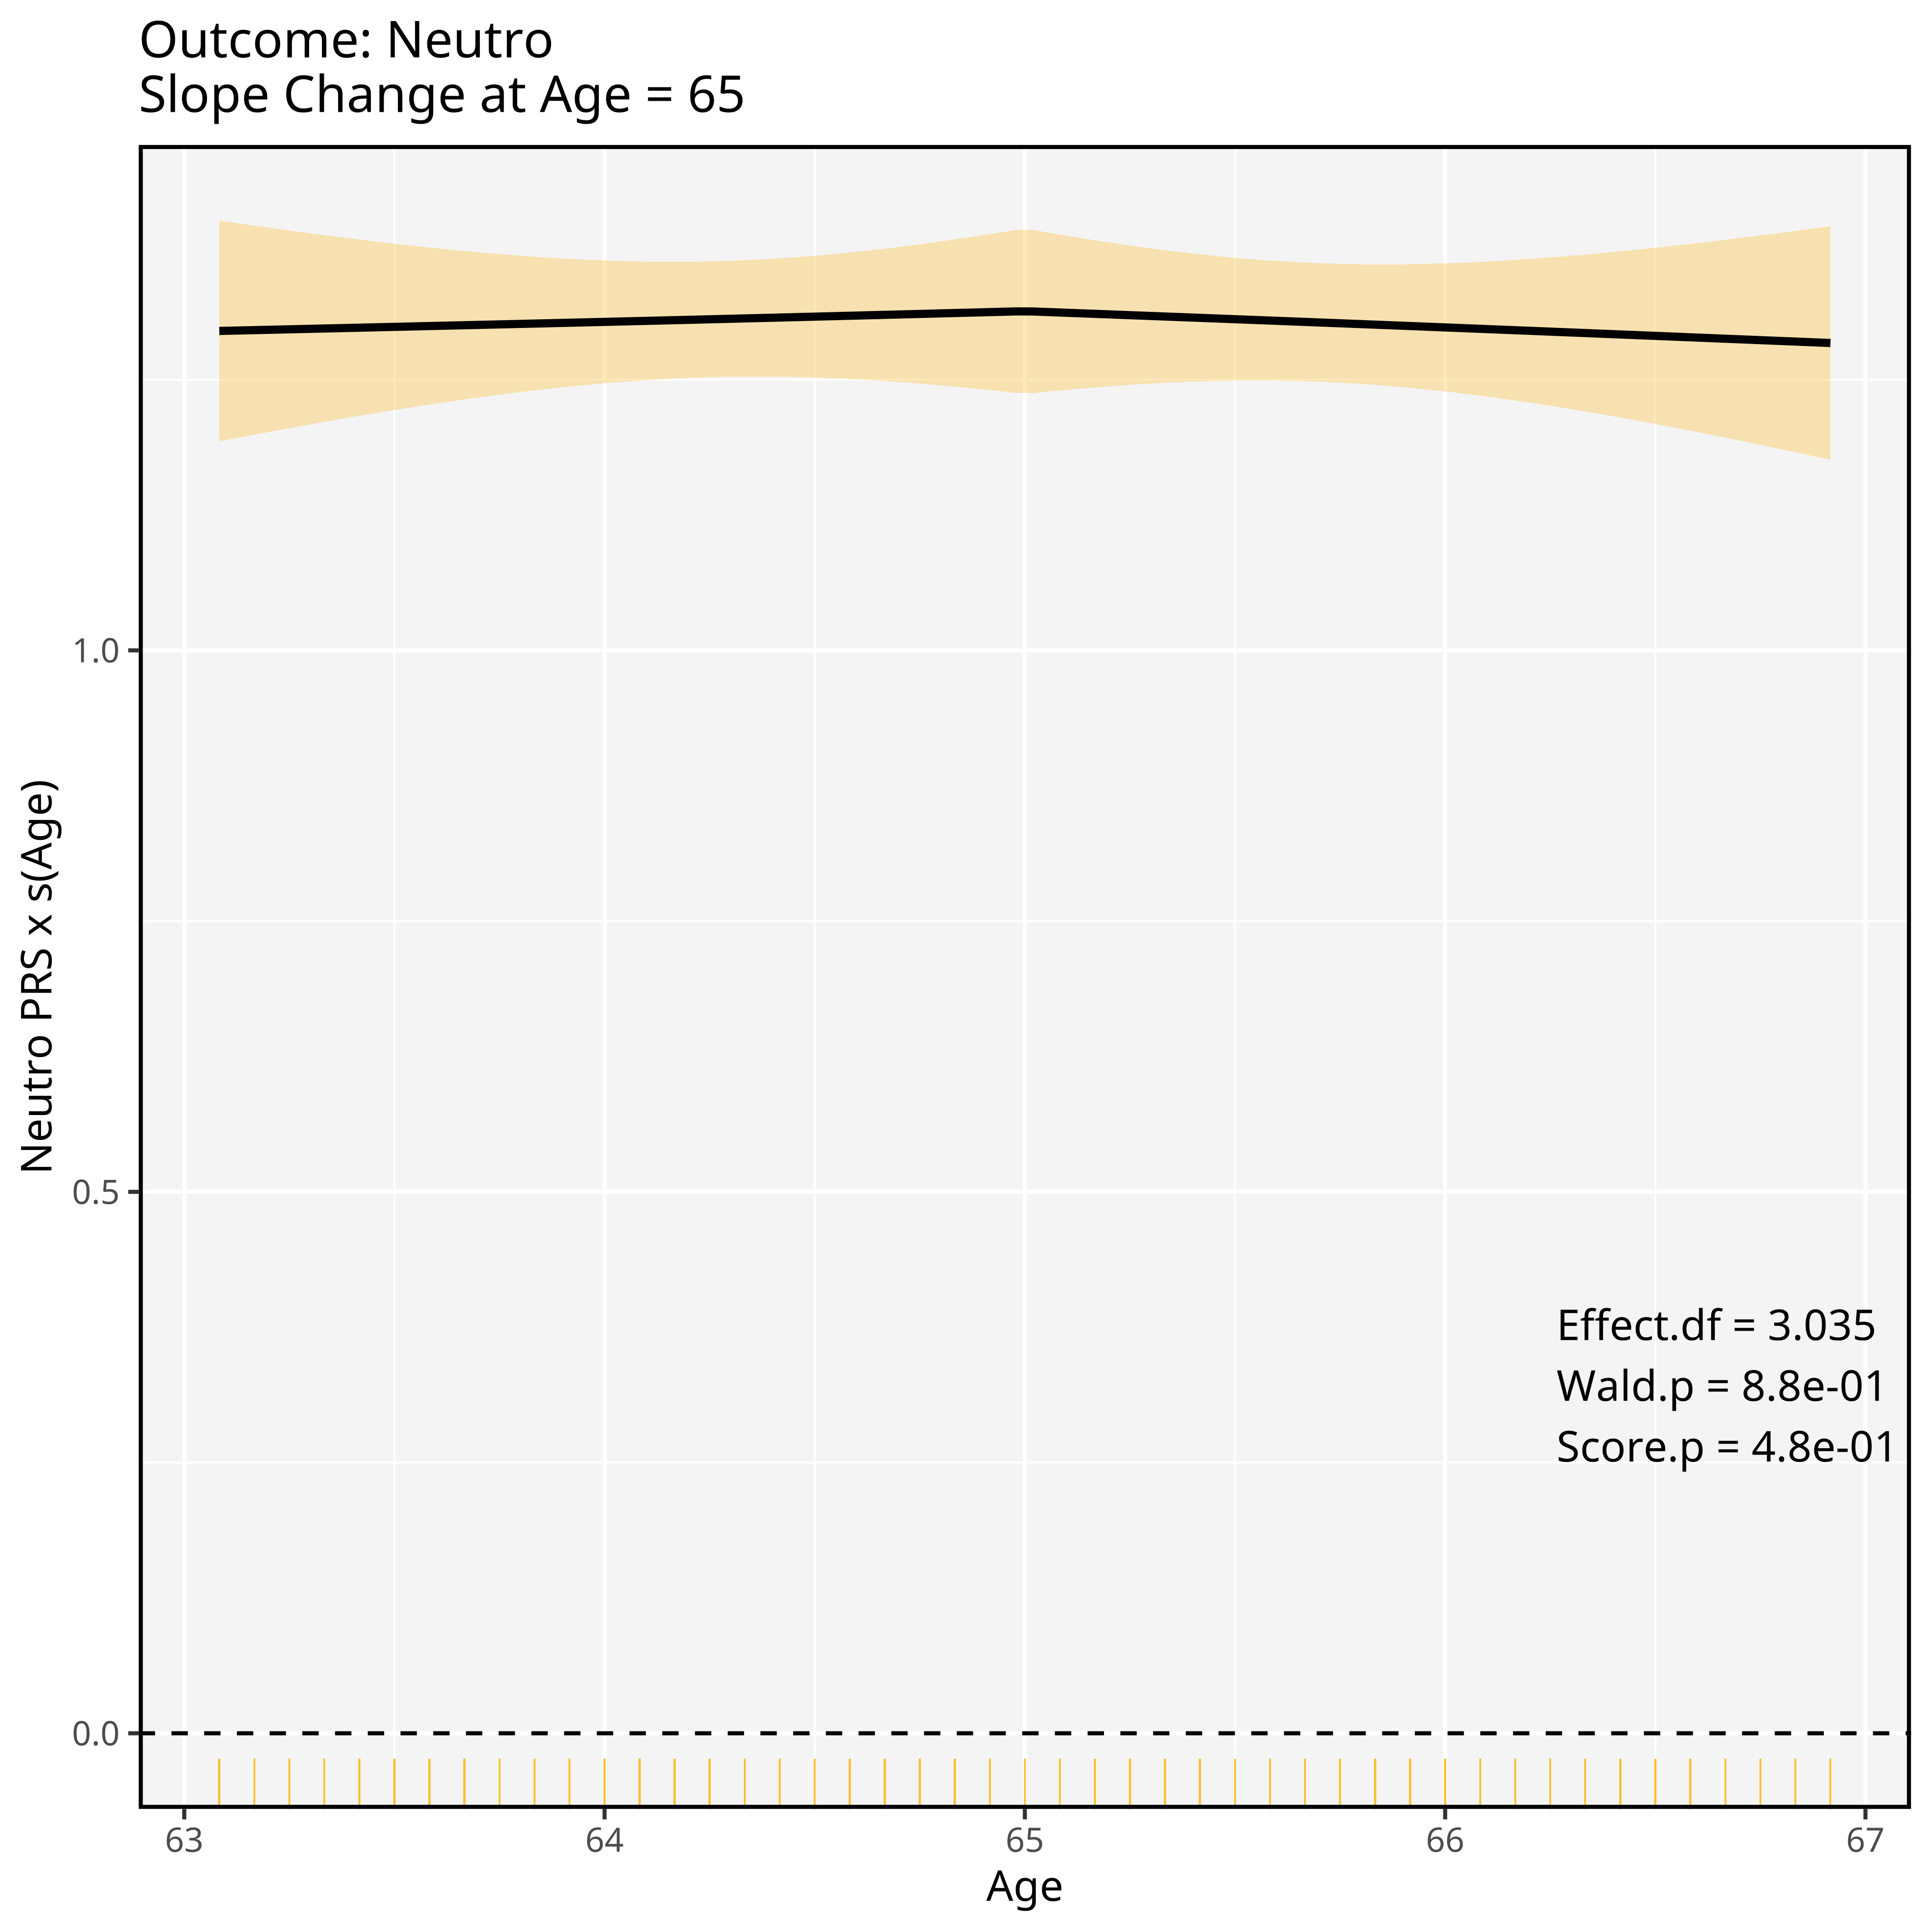 Outcome: Neutro
Slope Change at Age = 65
Neutro PRS x s(Age)
1.0
0.5
0.0
Effect.df = 3.035
Wald.p = 8.8e-01
Score.p = 4.8e-01
63 64 65 66 67
Age